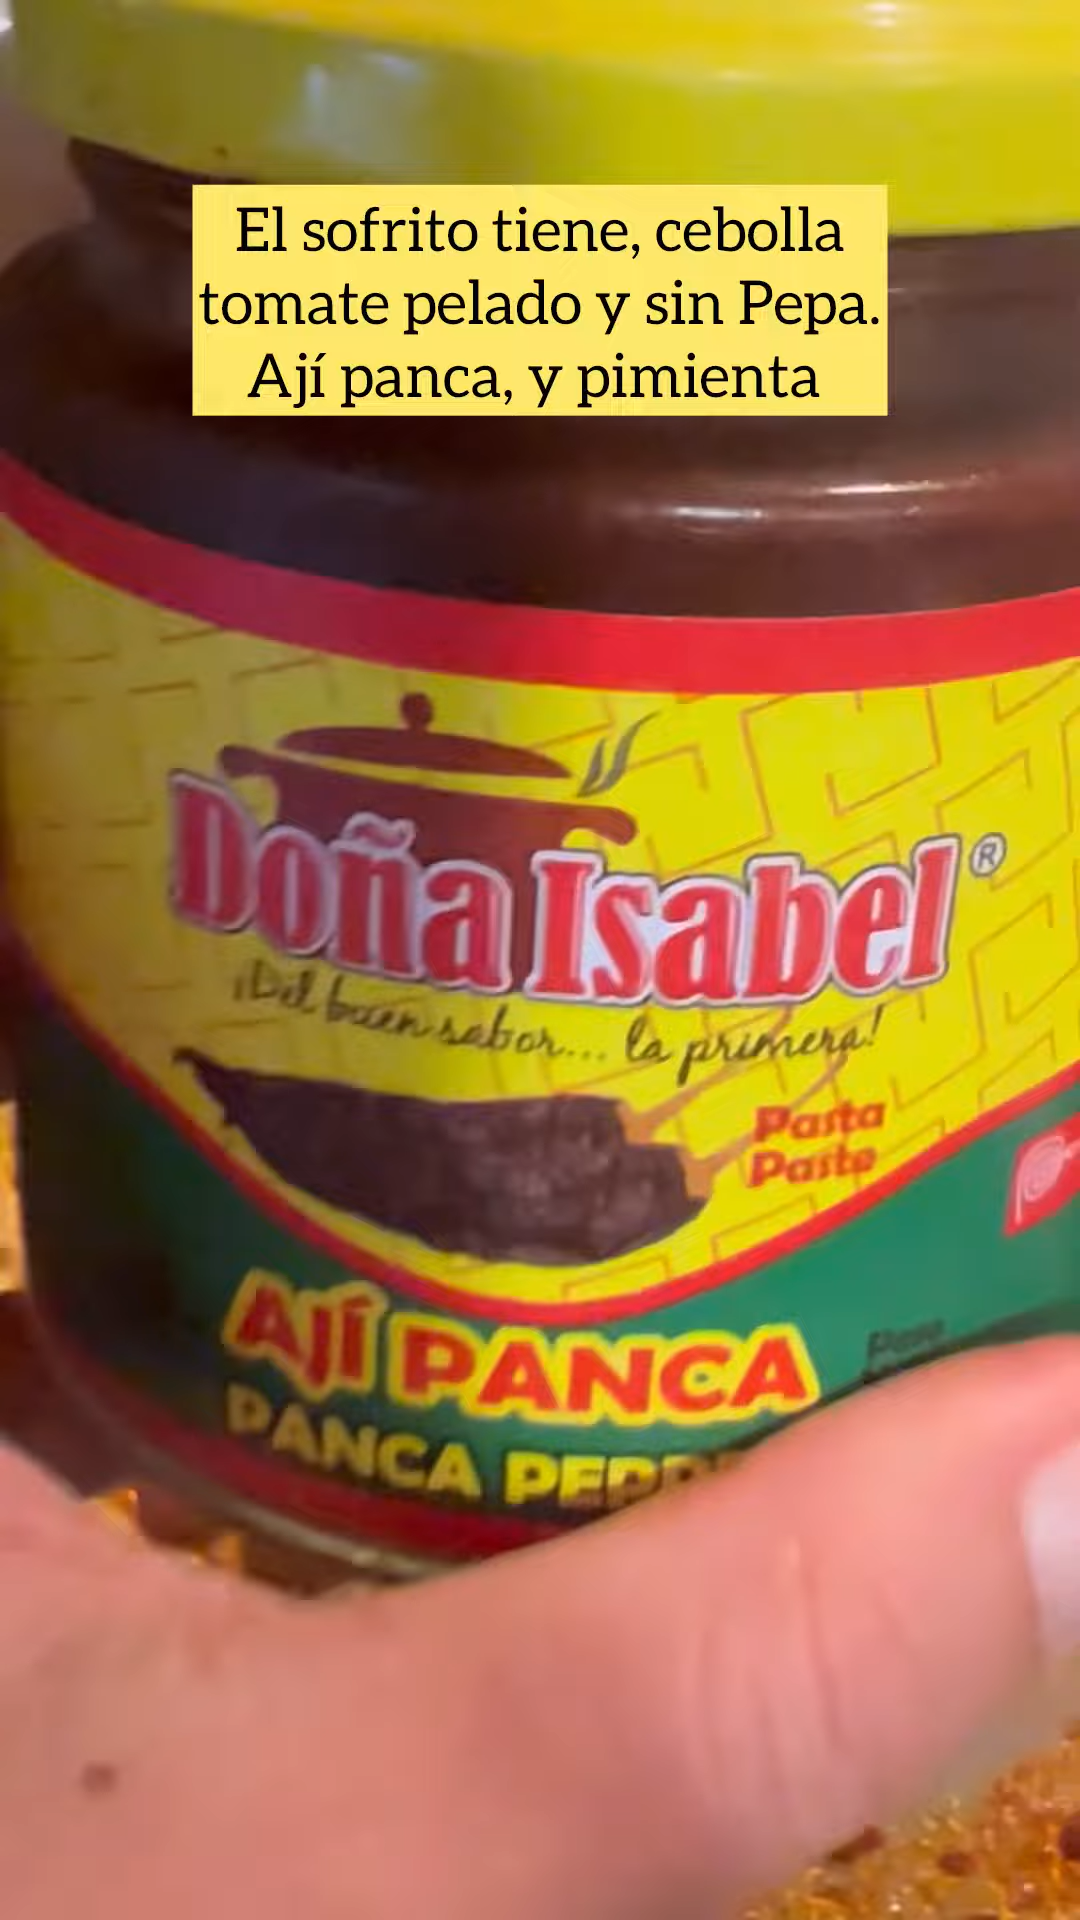 El sofrito tiene, cebolla
tomate pelado y sin Pepa.
Ají panca, y pimienta
Doña Isabel ®
¡Del buen sabor... la primera!
Pasta
Paste
AJÍ PANCA
Peso
PANCA